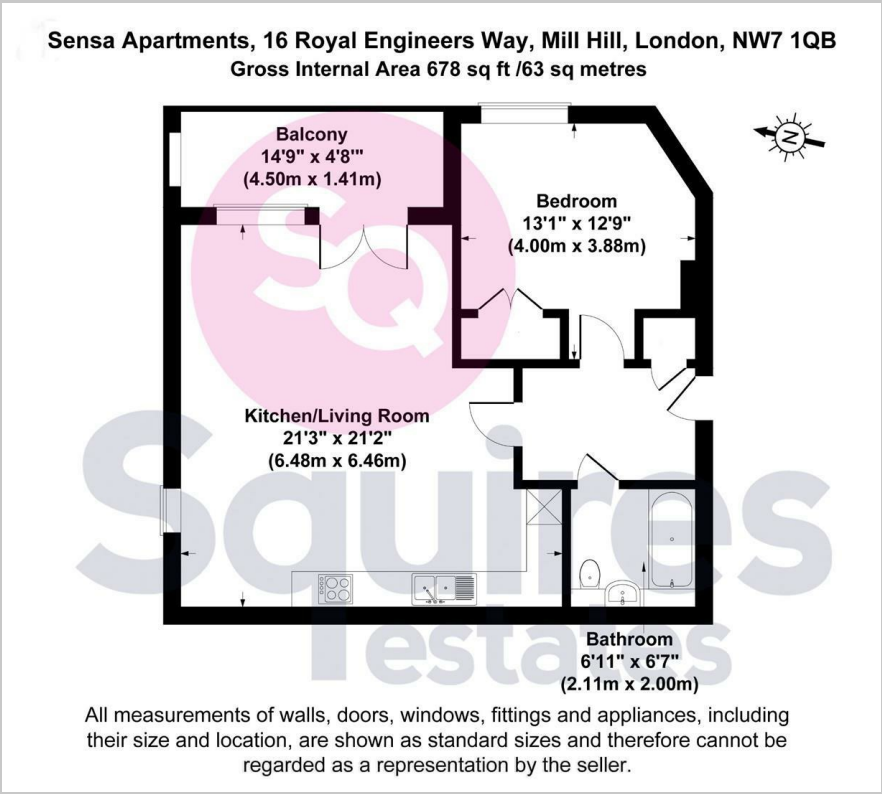 Sensa Apartments, 16 Royal Engineers Way, Mill Hill, London, NW7 1QB
Gross Internal Area 678 sq ft /63 sq metres
Balcony
14'9" x 4'8'"
(4.50m x 1.41m)
N
Bedroom
13'1" x 12'9"
(4.00m x 3.88m)
SQ
Kitchen/Living Room
21'3" x 21'2"
(6.48m x 6.46m)
Squires
estates
Bathroom
6'11" x 6'7"
(2.11m x 2.00m)
All measurements of walls, doors, windows, fittings and appliances, including
their size and location, are shown as standard sizes and therefore cannot be
regarded as a representation by the seller.